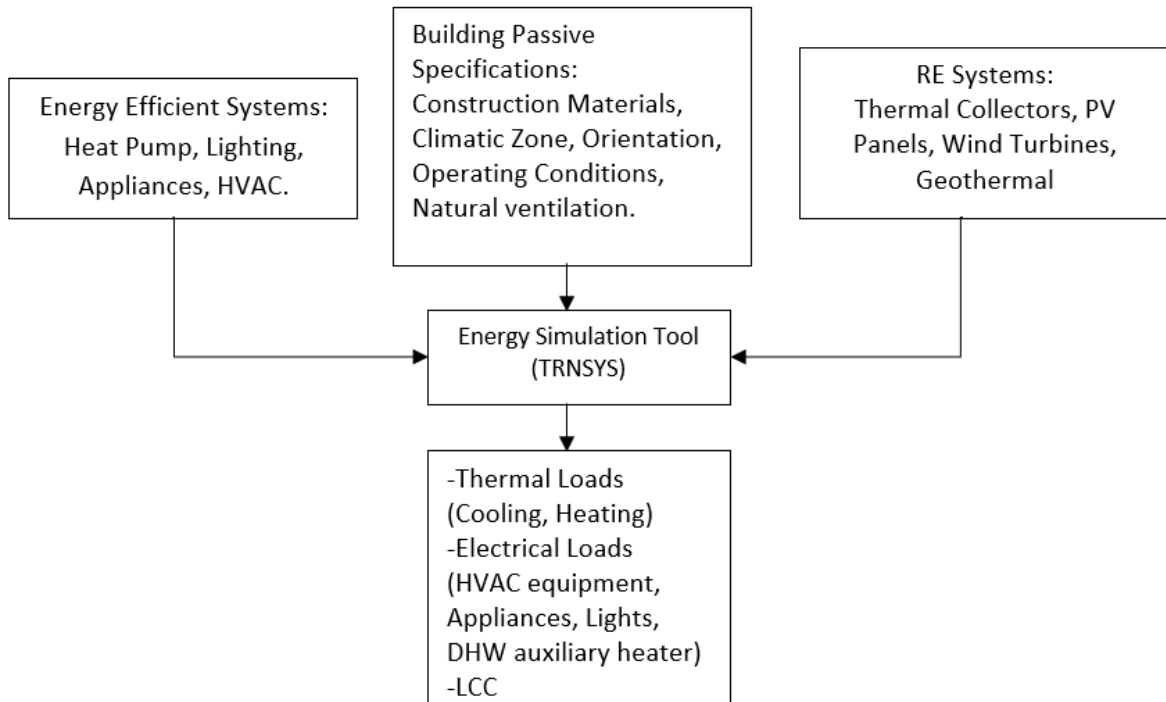 Energy Efficient Systems:
Heat Pump, Lighting,
Appliances, HVAC.
Building Passive
Specifications:
Construction Materials,
Climatic Zone, Orientation,
Operating Conditions,
Natural ventilation.
RE Systems:
Thermal Collectors, PV
Panels, Wind Turbines,
Geothermal
Energy Simulation Tool
(TRNSYS)
-Thermal Loads
(Cooling, Heating)
-Electrical Loads
(HVAC equipment,
Appliances, Lights,
DHW auxiliary heater)
-LCC